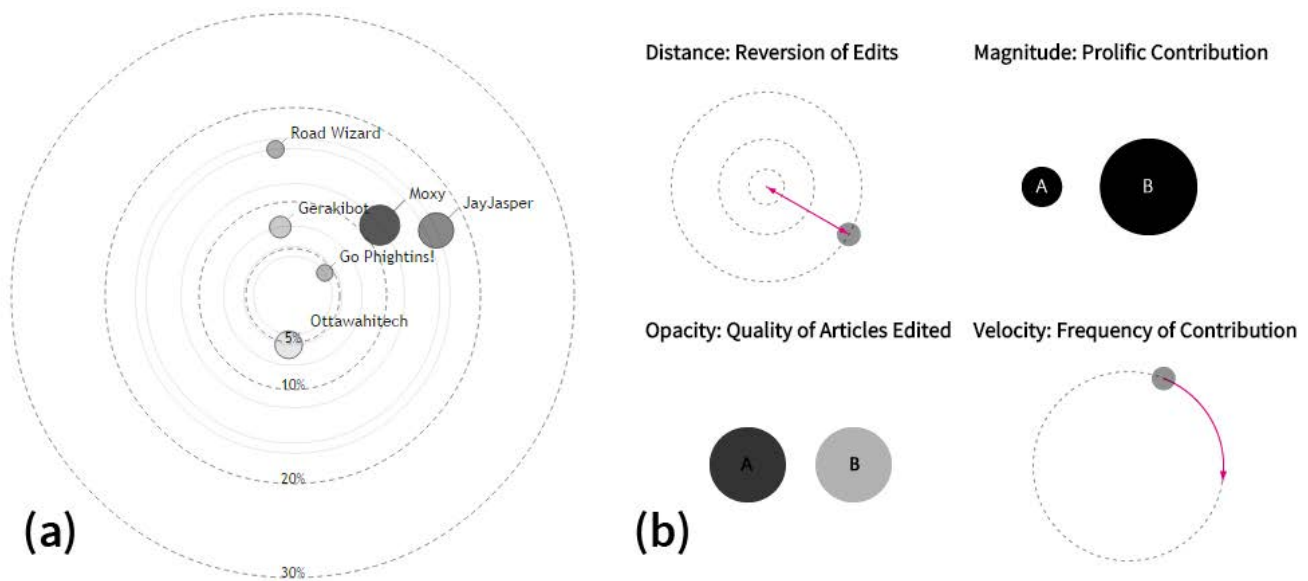 Road Wizard
Moxy
JayJasper
Gerakibot
Go Phightins!
Ottawahitech
5%
10%
20%
30%
(a)
Distance: Reversion of Edits
Magnitude: Prolific Contribution
A
B
Opacity: Quality of Articles Edited
Velocity: Frequency of Contribution
A
B
(b)